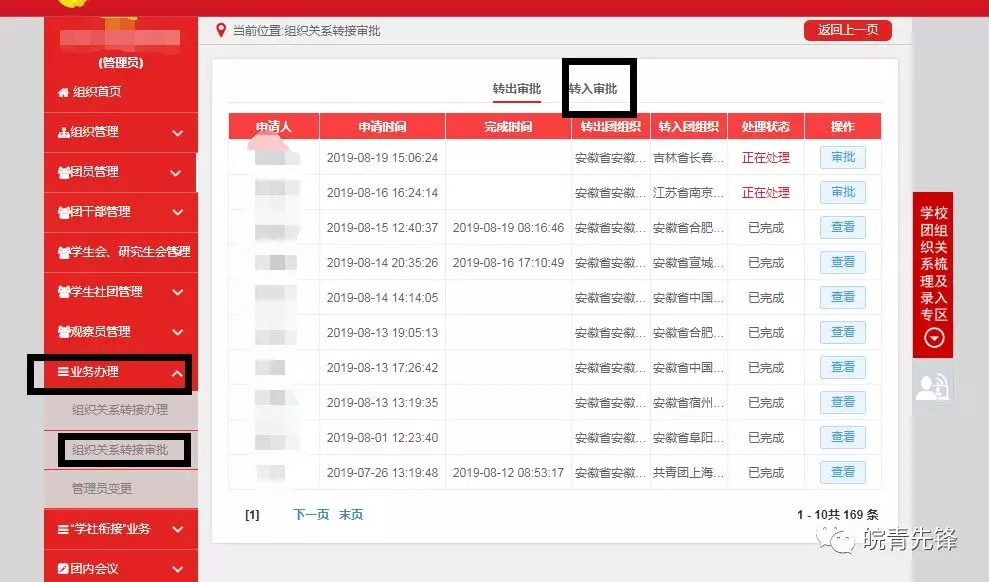 (管理员)
组织首页
组织管理
团员管理
团干部管理
学生会、研究生会管理
学生社团管理
观察员管理
业务办理
组织关系转接办理
组织关系转接审批
管理员变更
“学社衔接”业务
团内会议
当前位置:组织关系转接审批
返回上一页
转出审批 转入审批
申请人 申请时间 完成时间 转出团组织 转入团组织 处理状态 操作
2019-08-19 15:06:24 安徽省安徽... 吉林省长春... 正在处理 审批
2019-08-16 16:24:14 安徽省安徽... 江苏省南京... 正在处理 审批
2019-08-15 12:40:37 2019-08-19 08:16:46 安徽省安徽... 安徽省合肥... 已完成 查看
2019-08-14 20:35:26 2019-08-16 17:10:49 安徽省安徽... 安徽省宣城... 已完成 查看
2019-08-14 14:14:05 安徽省安徽... 安徽省中国... 已完成 查看
2019-08-13 19:05:13 安徽省安徽... 安徽省合肥... 已完成 查看
2019-08-13 17:26:42 安徽省安徽... 安徽省中国... 已完成 查看
2019-08-13 13:19:35 安徽省安徽... 安徽省宿州... 已完成 查看
2019-08-01 12:23:40 安徽省安徽... 安徽省阜阳... 已完成 查看
2019-07-26 13:19:48 2019-08-12 08:53:17 安徽省安徽... 共青团上海... 已完成 查看
[1] 下一页 末页 1 - 10共 169 条
学校
团组
织关
系统
理及
录入
专区
皖青先锋